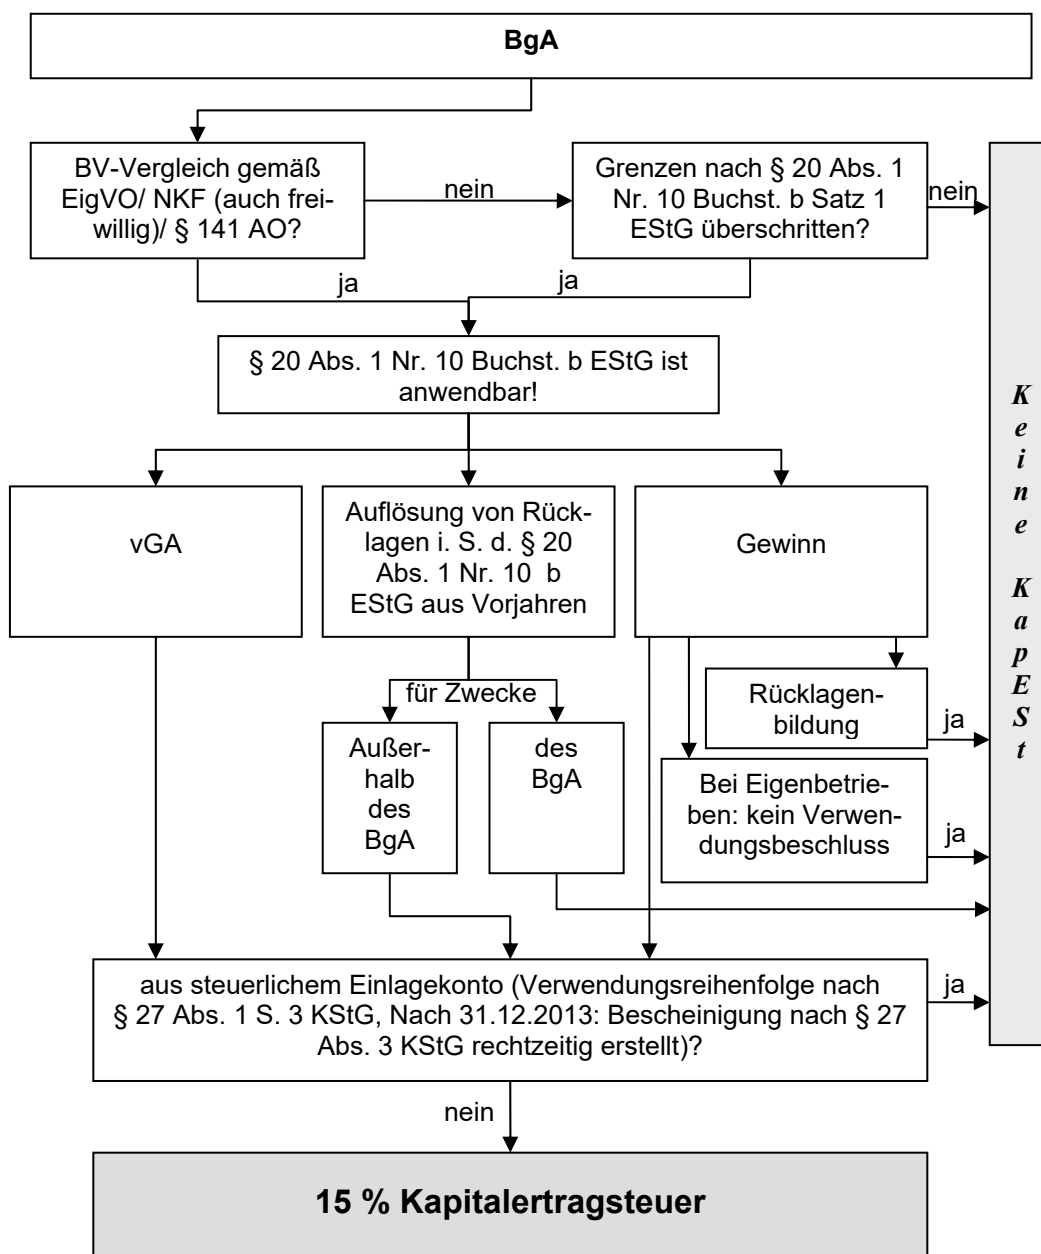 BgA
BV-Vergleich gemäß
EigVO/ NKF (auch frei-
willig)/ § 141 AO?
nein
Grenzen nach § 20 Abs. 1
Nr. 10 Buchst. b Satz 1
EStG überschritten?
nein
ja
ja
§ 20 Abs. 1 Nr. 10 Buchst. b EStG ist
anwendbar!
vGA
Auflösung von Rück-
lagen i. S. d. § 20
Abs. 1 Nr. 10 b
EStG aus Vorjahren
Gewinn
für Zwecke
Außer-
halb
des
BgA
des
BgA
Rücklagen-
bildung
ja
Bei Eigenbetrie-
ben: kein Verwen-
dungsbeschluss
ja
Keine KapESt
aus steuerlichem Einlagekonto (Verwendungsreihenfolge nach
§ 27 Abs. 1 S. 3 KStG, Nach 31.12.2013: Bescheinigung nach § 27
Abs. 3 KStG rechtzeitig erstellt)?
ja
nein
15 % Kapitalertragsteuer